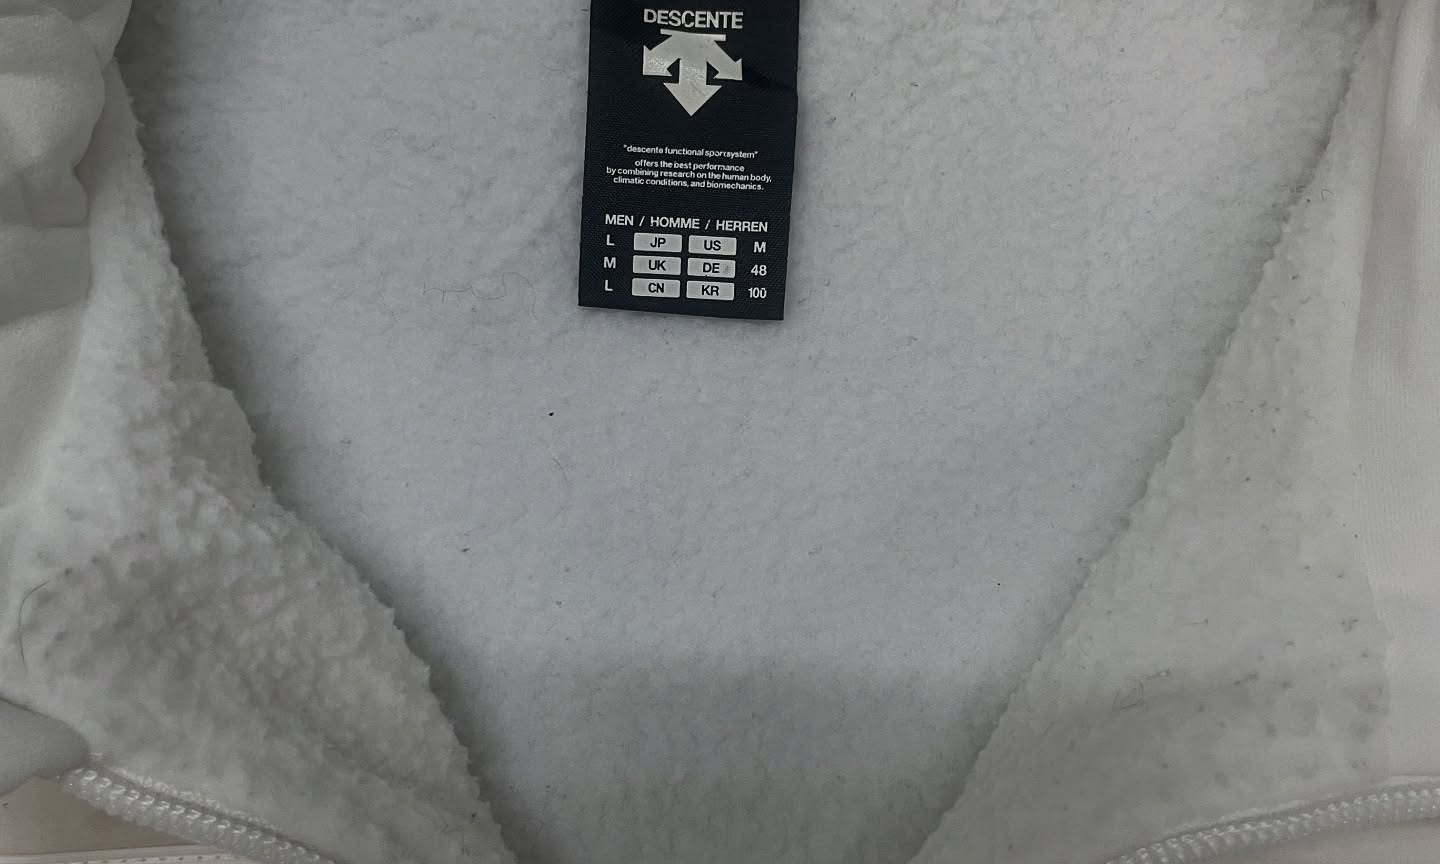 DESCENTE
"descente functional sportsystem"
offers the best performance
by combining research on the human body,
climatic conditions, and biomechanics.
MEN / HOMME / HERREN
L JP US M
M UK DE 48
L CN KR 100